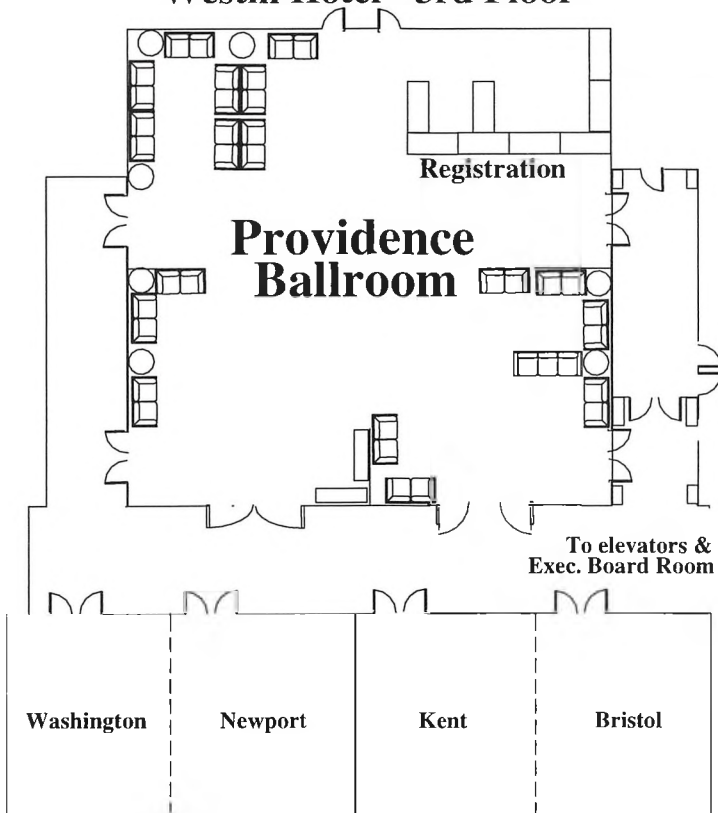 Westin Hotel - 3rd Floor
Registration
Providence
Ballroom
To elevators &
Exec. Board Room
Washington
Newport
Kent
Bristol